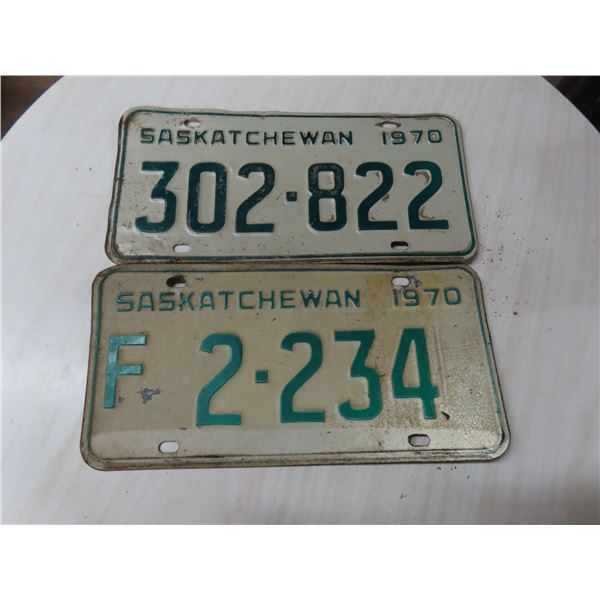 SASKATCHEWAN 1970
302-822
SASKATCHEWAN 1970
F 2-234